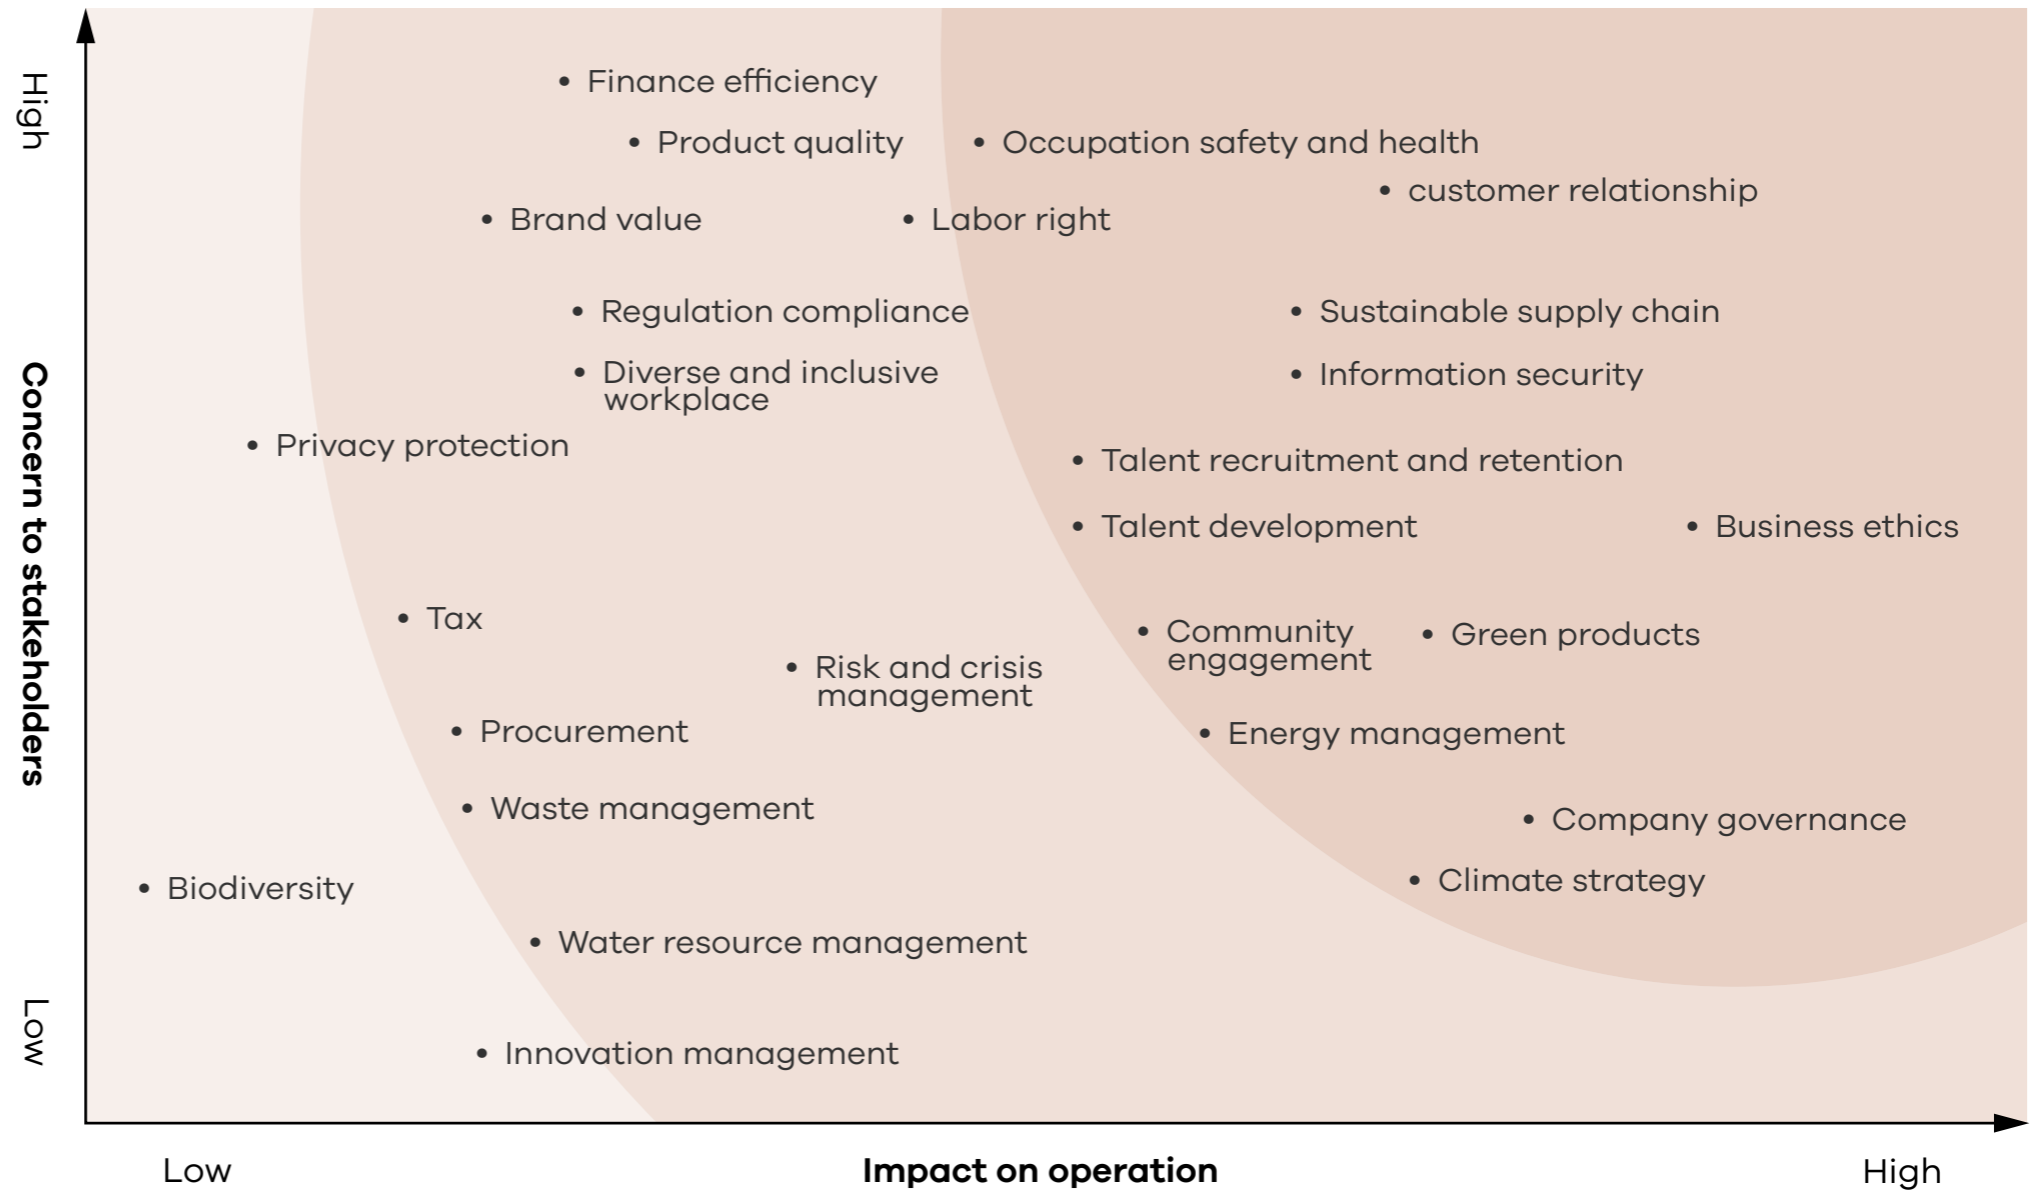 High
Concern to stakeholders
Low
Finance efficiency
Product quality
Occupation safety and health
customer relationship
Brand value
Labor right
Regulation compliance
Sustainable supply chain
Diverse and inclusive
workplace
Information security
Privacy protection
Talent recruitment and retention
Talent development
Business ethics
Tax
Community
engagement
Green products
Risk and crisis
management
Procurement
Energy management
Waste management
Company governance
Biodiversity
Climate strategy
Water resource management
Innovation management
Low
Impact on operation
High